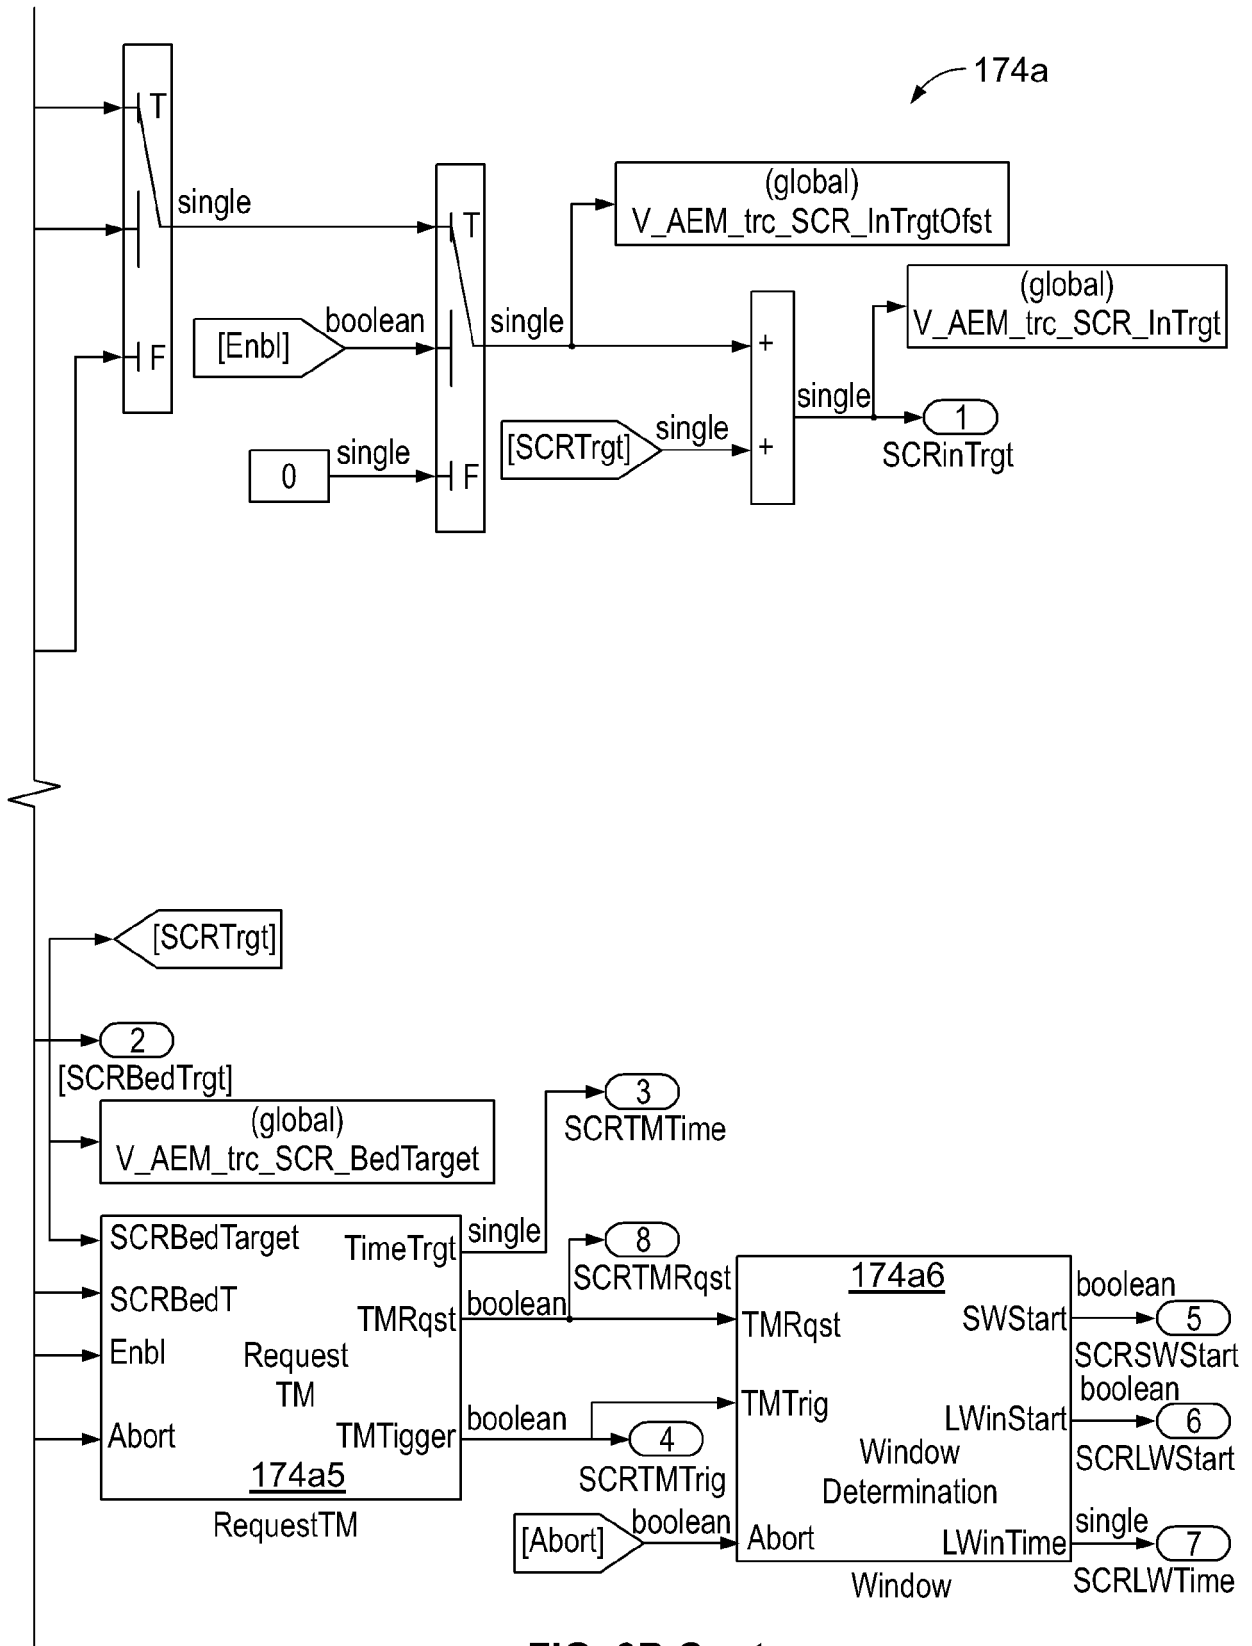 174a
T
single
(global)
V_AEM_trc_SCR_InTrgtOfst
T
(global)
V_AEM_trc_SCR_InTrgt
boolean
single
[Enbl]
+
F
single
1
single
[SCRTrgt]
single
+
SCRinTrgt
0
F
[SCRTrgt]
2
[SCRBedTrgt]
3
SCRTMTime
(global)
V_AEM_trc_SCR_BedTarget
SCRBedTarget
TimeTrgt
single
8
SCRTMRqst
SCRBedT
TMRqst
boolean
Enbl
Request
TM
Abort
TMTigger
boolean
4
SCRTMTrig
174a5
RequestTM
[Abort]
boolean
174a6
TMRqst
SWStart
boolean
5
SCRSWStart
TMTrig
LWinStart
boolean
6
SCRLWStart
Window
Determination
Abort
LWinTime
single
7
SCRLWTime
Window